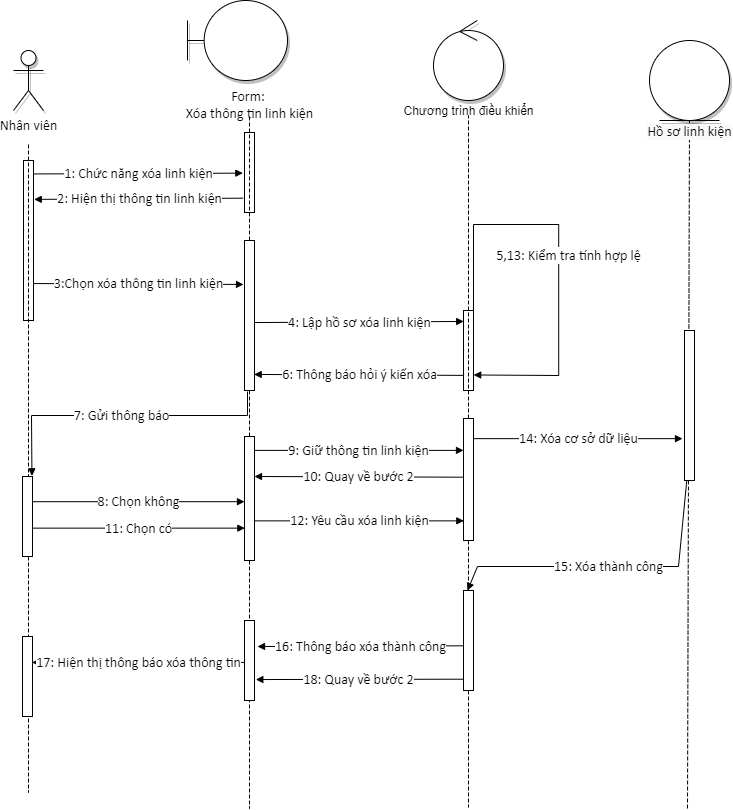 Nhân viên
Form:
Xóa thông tin linh kiện
Chương trình điều khiển
Hồ sơ linh kiện
1: Chức năng xóa linh kiện
2: Hiện thị thông tin linh kiện
3:Chọn xóa thông tin linh kiện
5,13: Kiểm tra tính hợp lệ
4: Lập hồ sơ xóa linh kiện
6: Thông báo hỏi ý kiến xóa
7: Gửi thông báo
9: Giữ thông tin linh kiện
14: Xóa cơ sở dữ liệu
10: Quay về bước 2
8: Chọn không
12: Yêu cầu xóa linh kiện
11: Chọn có
15: Xóa thành công
16: Thông báo xóa thành công
17: Hiện thị thông báo xóa thông tin
18: Quay về bước 2